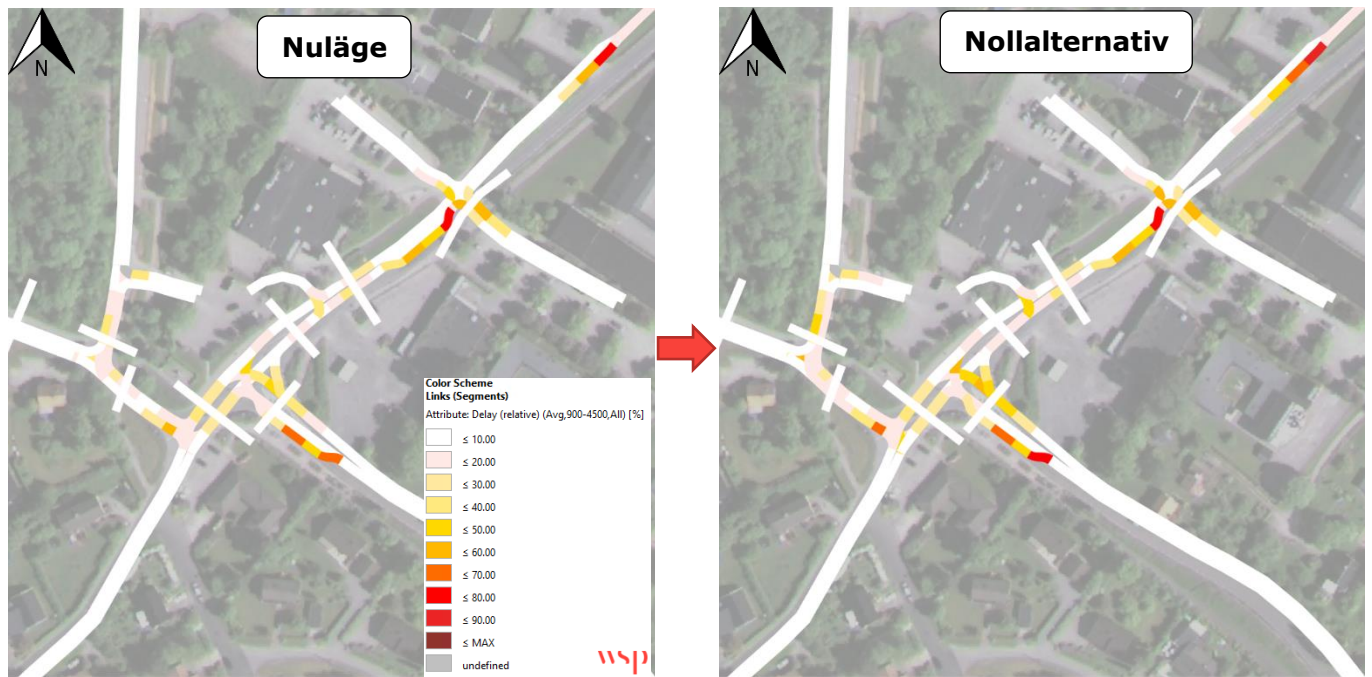 Nuläge
Nollalternativ
N
N
Color Scheme
Links (Segments)
Attribute: Delay (relative) (Avg,900-4500,All) [%]
≤ 10.00
≤ 20.00
≤ 30.00
≤ 40.00
≤ 50.00
≤ 60.00
≤ 70.00
≤ 80.00
≤ 90.00
≤ MAX
undefined
wsp